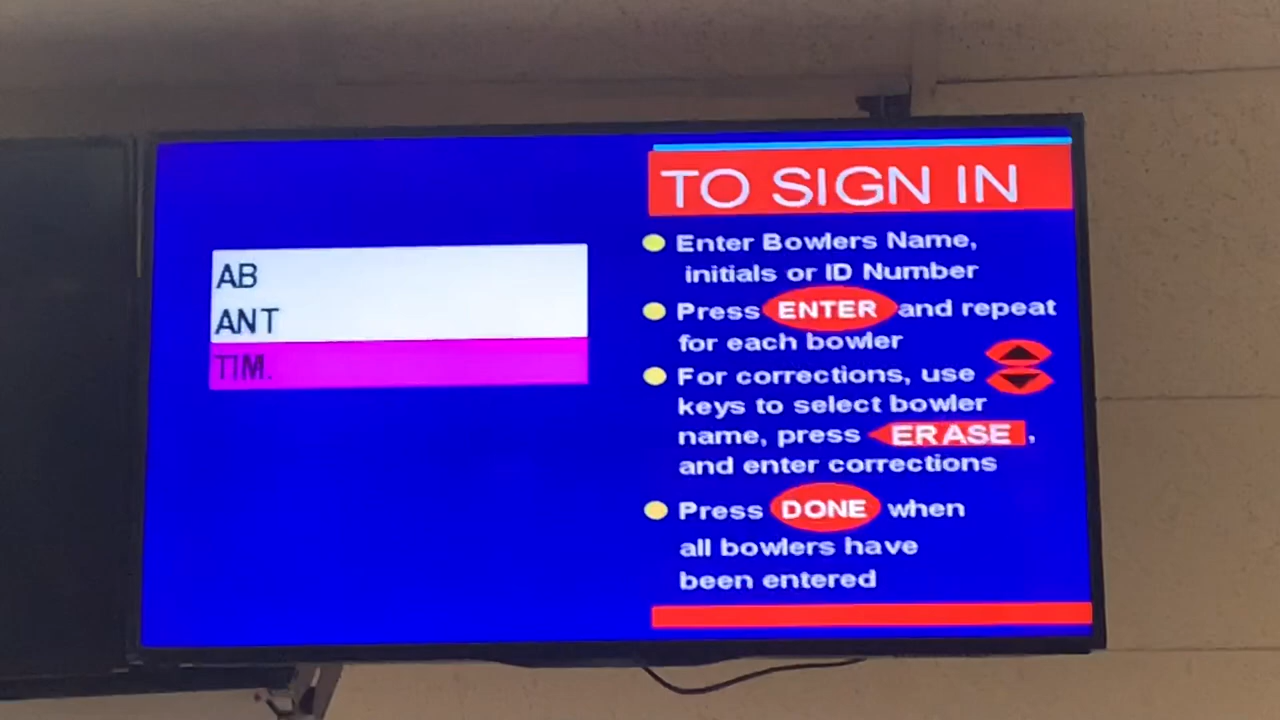 AB
ANT
TIM.
TO SIGN IN
Enter Bowlers Name,
initials or ID Number
Press ENTER and repeat
for each bowler
For corrections, use
keys to select bowler
name, press ERASE,
and enter corrections
Press DONE when
all bowlers have
been entered